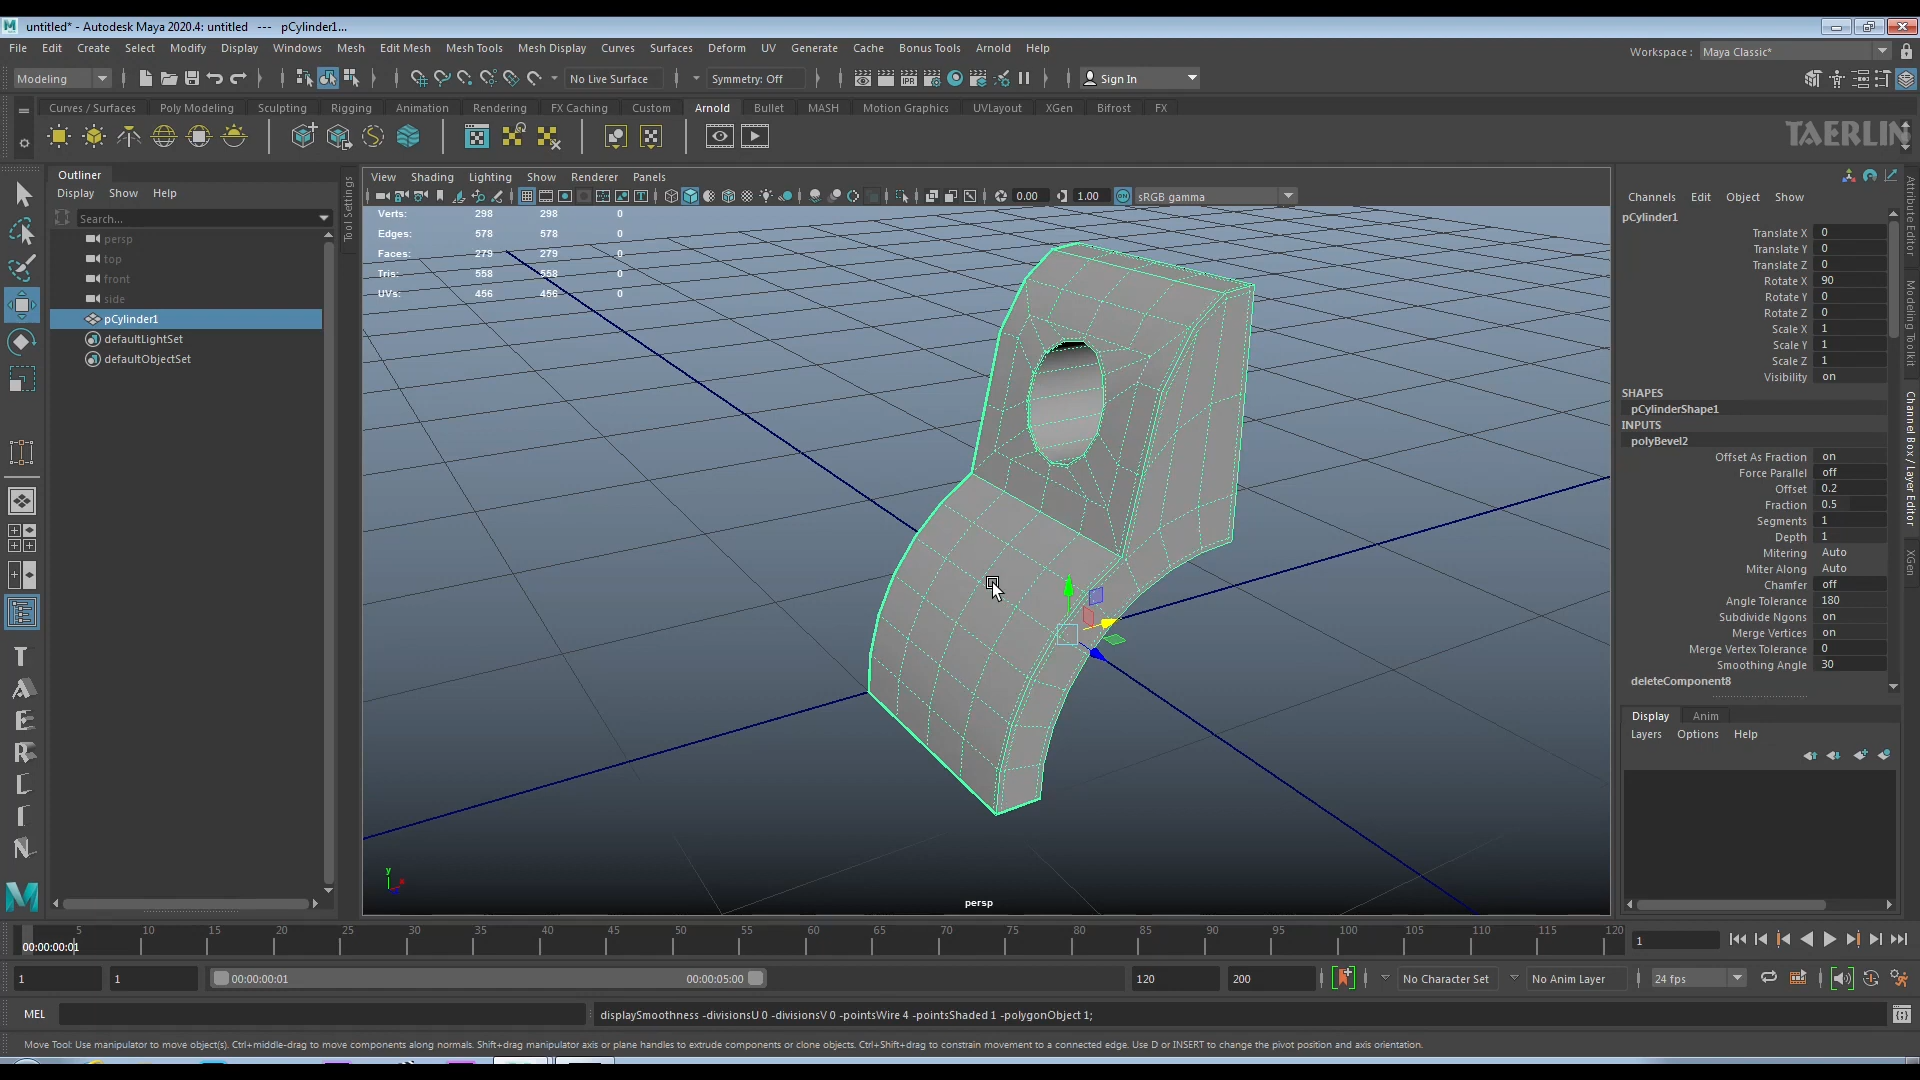 untitled* - Autodesk Maya 2020.4: untitled --- pCylinder1...
File Edit Create Select Modify Display Windows Mesh Edit Mesh Mesh Tools Mesh Display Curves Surfaces Deform UV Generate Cache Bonus Tools Arnold Help
Workspace : Maya Classic*
Modeling No Live Surface Symmetry: Off Sign In
Curves / Surfaces Poly Modeling Sculpting Rigging Animation Rendering FX Caching Custom Arnold Bullet MASH Motion Graphics UVLayout XGen Bifrost FX
IPR
TAERLIN
Outliner
Display Show Help
Search...
persp
top
front
side
pCylinder1
defaultLightSet
defaultObjectSet
Tool Settings
View Shading Lighting Show Renderer Panels
0.00 1.00 ON sRGB gamma
Verts: 298 298 0
Edges: 578 578 0
Faces: 279 279 0
Tris: 558 558 0
UVs: 456 456 0
y
persp
Channels Edit Object Show
pCylinder1
Translate X 0
Translate Y 0
Translate Z 0
Rotate X 90
Rotate Y 0
Rotate Z 0
Scale X 1
Scale Y 1
Scale Z 1
Visibility on
SHAPES
pCylinderShape1
INPUTS
polyBevel2
Offset As Fraction on
Force Parallel off
Offset 0.2
Fraction 0.5
Segments 1
Depth 1
Mitering Auto
Miter Along Auto
Chamfer off
Angle Tolerance 180
Subdivide Ngons on
Merge Vertices on
Merge Vertex Tolerance 0
Smoothing Angle 30
deleteComponent8
Display Anim
Layers Options Help
Attribute Editor
Modeling Toolkit
Channel Box / Layer Editor
XGen
5 10 15 20 25 30 35 40 45 50 55 60 65 70 75 80 85 90 95 100 105 110 115 120
00:00:00:01
1
1 1 00:00:00:01 00:00:05:00 120 200 No Character Set No Anim Layer 24 fps
MEL displaySmoothness -divisionsU 0 -divisionsV 0 -pointsWire 4 -pointsShaded 1 -polygonObject 1;
Move Tool: Use manipulator to move object(s). Ctrl+middle-drag to move components along normals. Shift+drag manipulator axis or plane handles to extrude components or clone objects. Ctrl+Shift+drag to constrain movement to a connected edge. Use D or INSERT to change the pivot position and axis orientation.